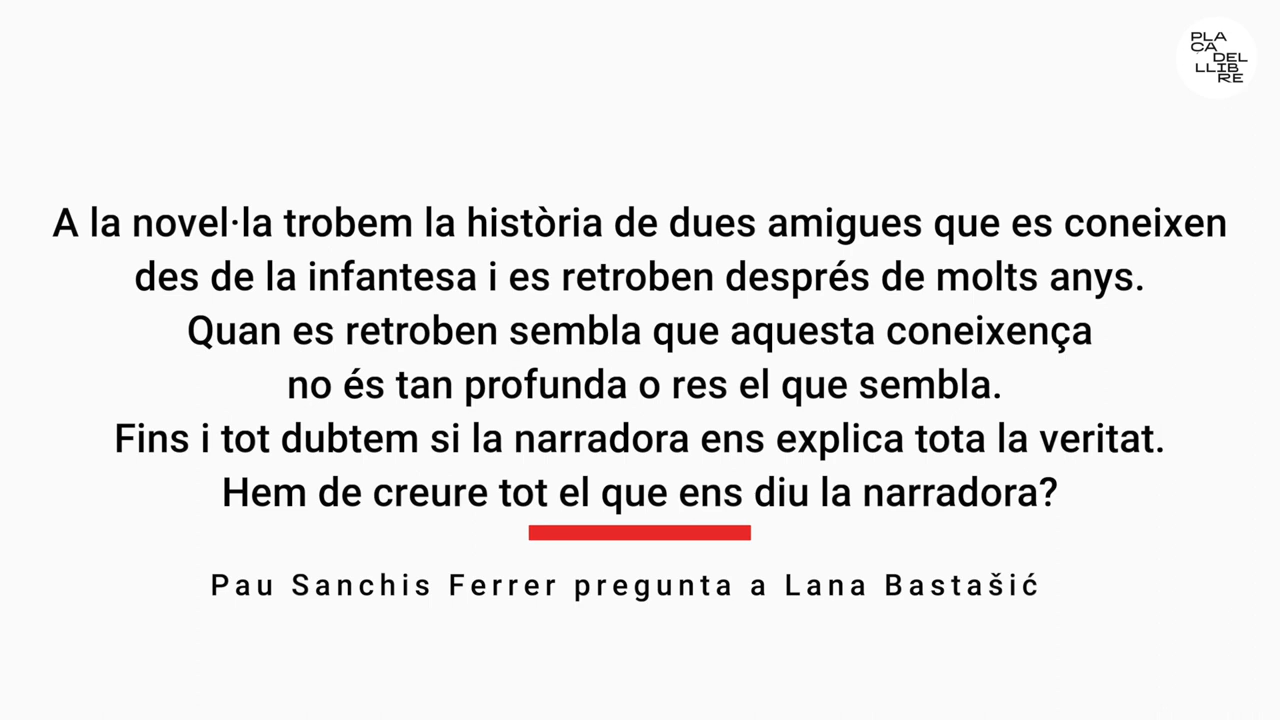 PLA
ÇA
DEL
LLIB
RE
A la novel·la trobem la història de dues amigues que es coneixen
des de la infantesa i es retroben després de molts anys.
Quan es retroben sembla que aquesta coneixença
no és tan profunda o res el que sembla.
Fins i tot dubtem si la narradora ens explica tota la veritat.
Hem de creure tot el que ens diu la narradora?
Pau Sanchis Ferrer pregunta a Lana Bastašić